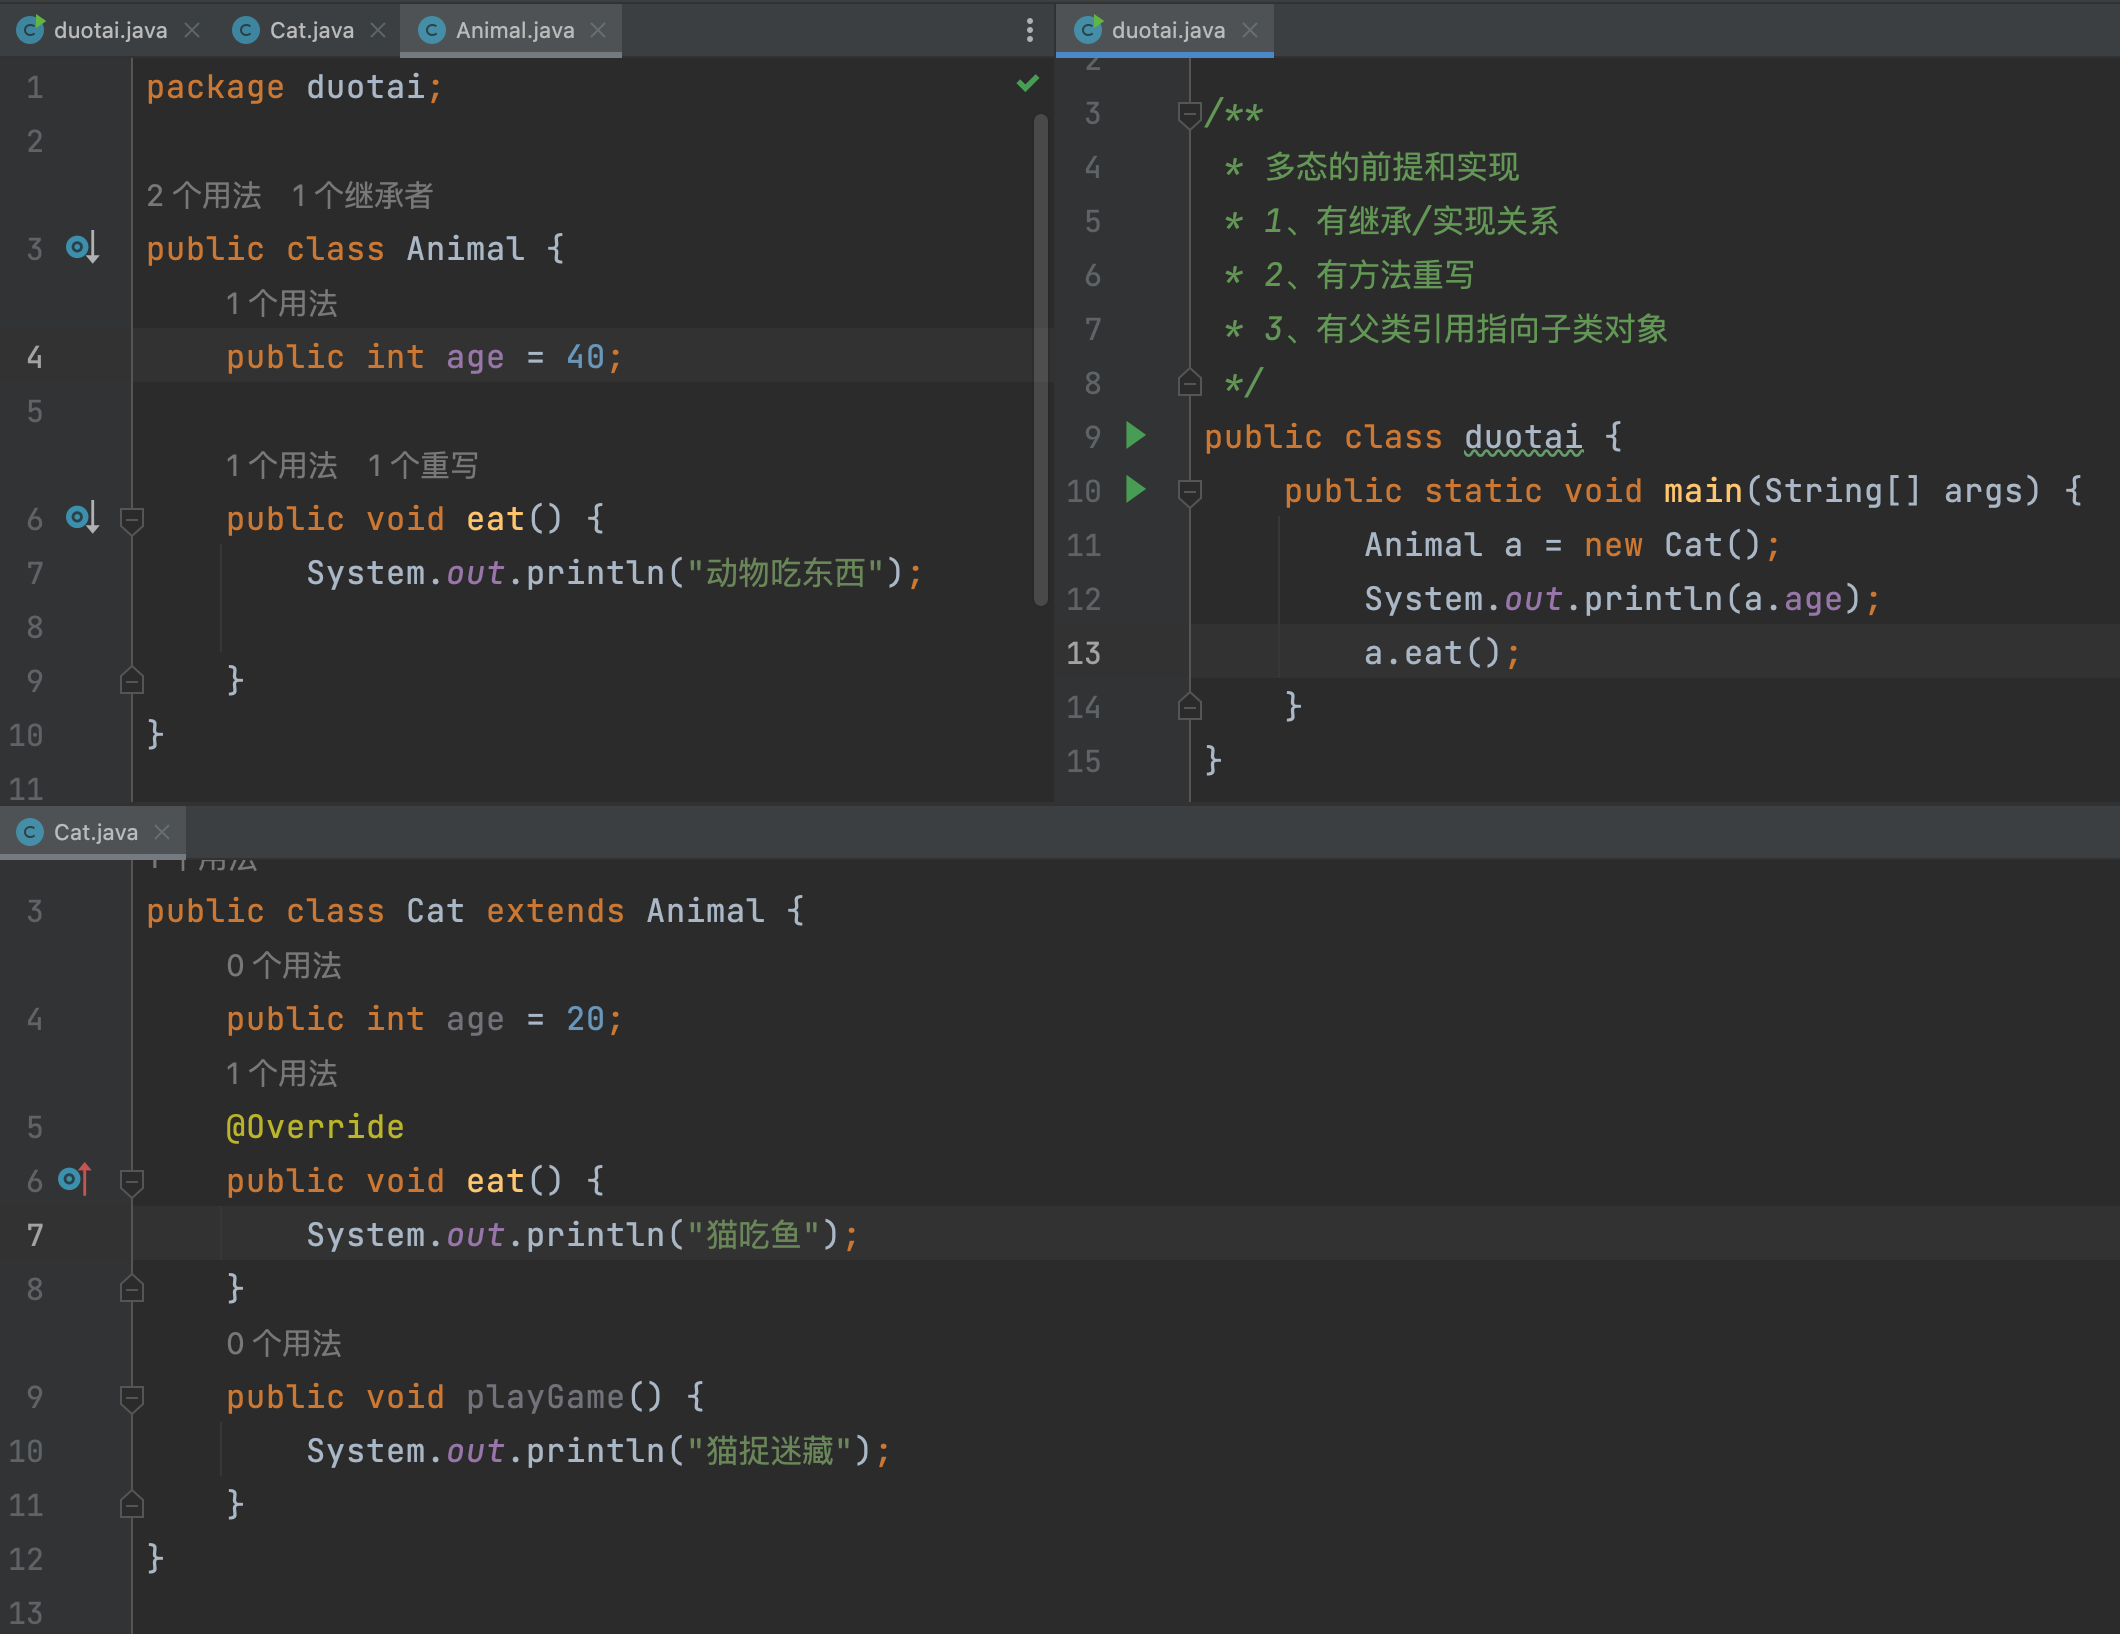 duotai.java
Cat.java
Animal.java
1 package duotai;
2
2 个用法 1 个继承者
3 public class Animal {
1 个用法
4 public int age = 40;
5
1 个用法 1 个重写
6 public void eat() {
7 System.out.println("动物吃东西");
8
9 }
10 }
11
duotai.java
2
3 /**
4 * 多态的前提和实现
5 * 1、有继承/实现关系
6 * 2、有方法重写
7 * 3、有父类引用指向子类对象
8 */
9 public class duotai {
10 public static void main(String[] args) {
11 Animal a = new Cat();
12 System.out.println(a.age);
13 a.eat();
14 }
15 }
Cat.java
1 个用法
3 public class Cat extends Animal {
0 个用法
4 public int age = 20;
1 个用法
5 @Override
6 public void eat() {
7 System.out.println("猫吃鱼");
8 }
0 个用法
9 public void playGame() {
10 System.out.println("猫捉迷藏");
11 }
12 }
13